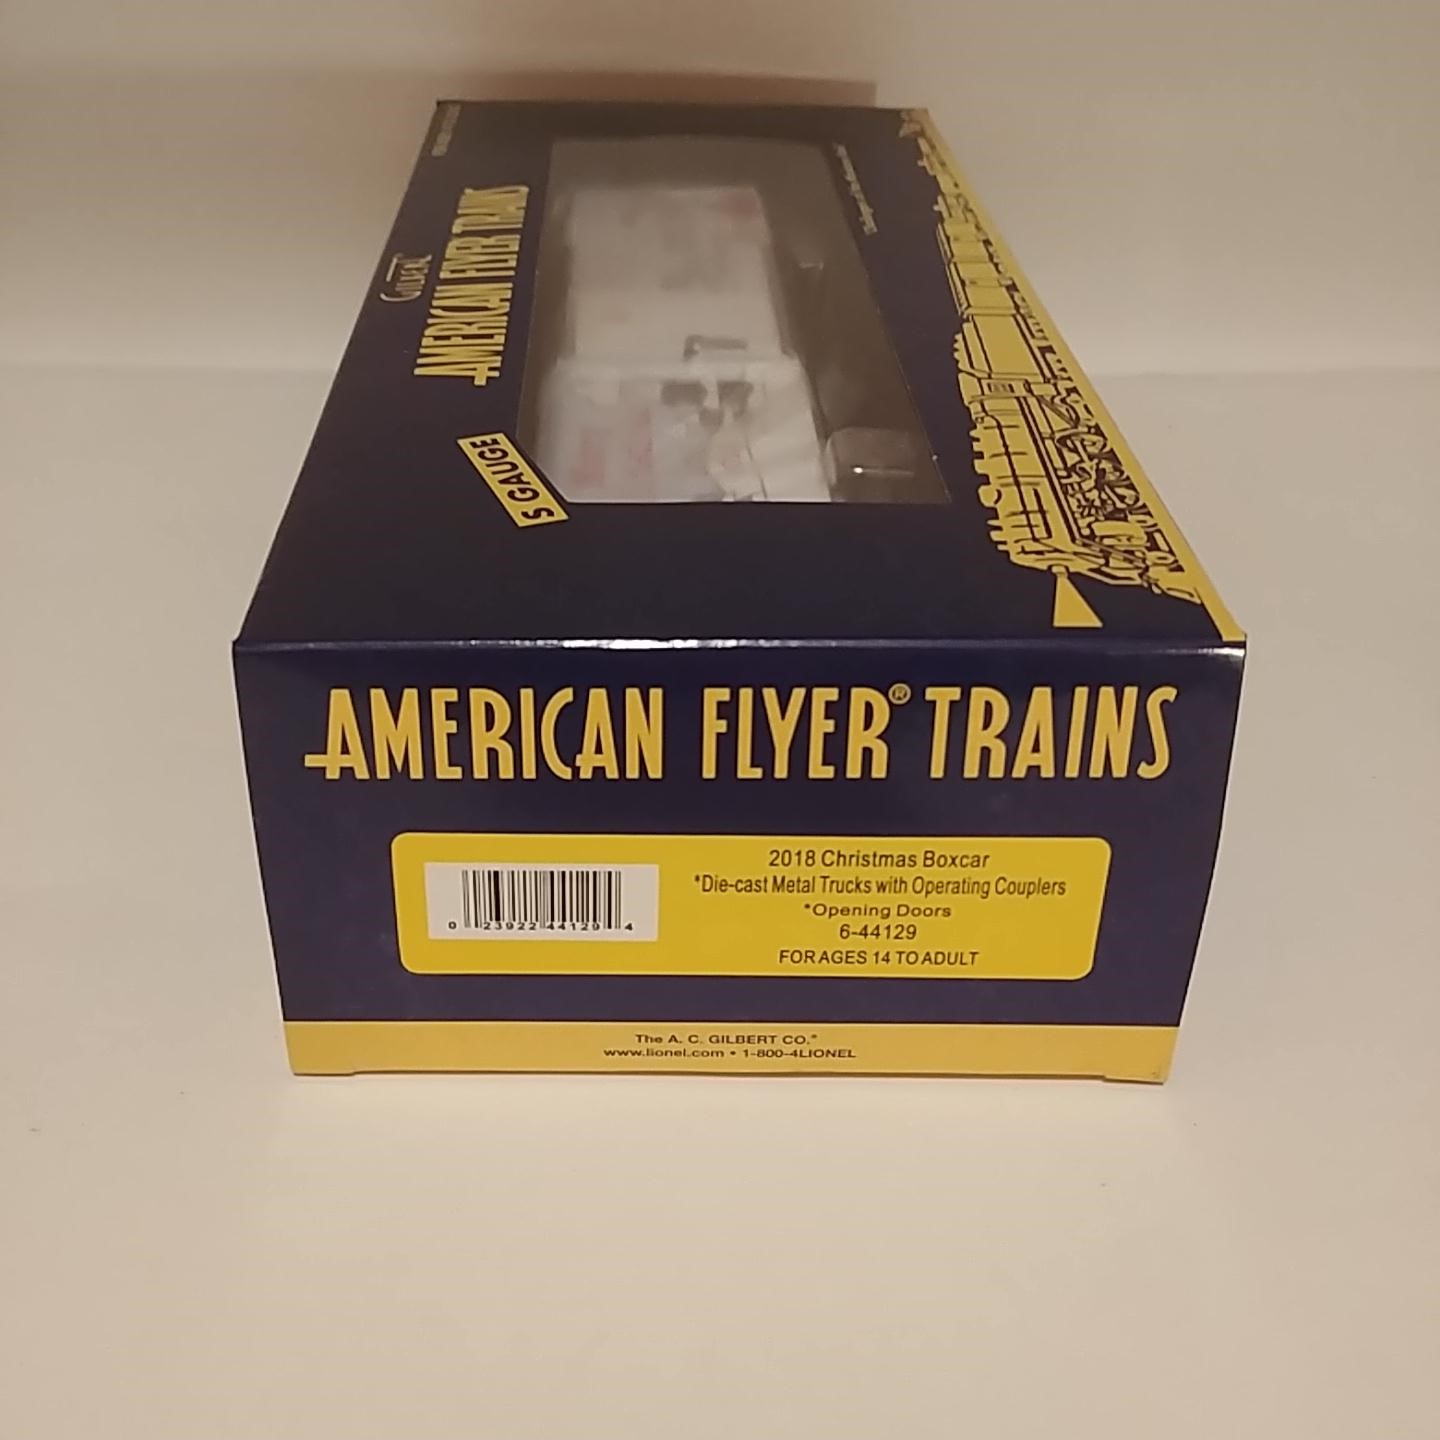 GILBERT
AMERICAN FLYER TRAINS
S GAUGE
AMERICAN FLYER® TRAINS
2018 Christmas Boxcar
*Die-cast Metal Trucks with Operating Couplers
*Opening Doors
6-44129
FOR AGES 14 TO ADULT
0 23922 44129 4
The A. C. GILBERT CO.®
www.lionel.com • 1-800-4LIONEL